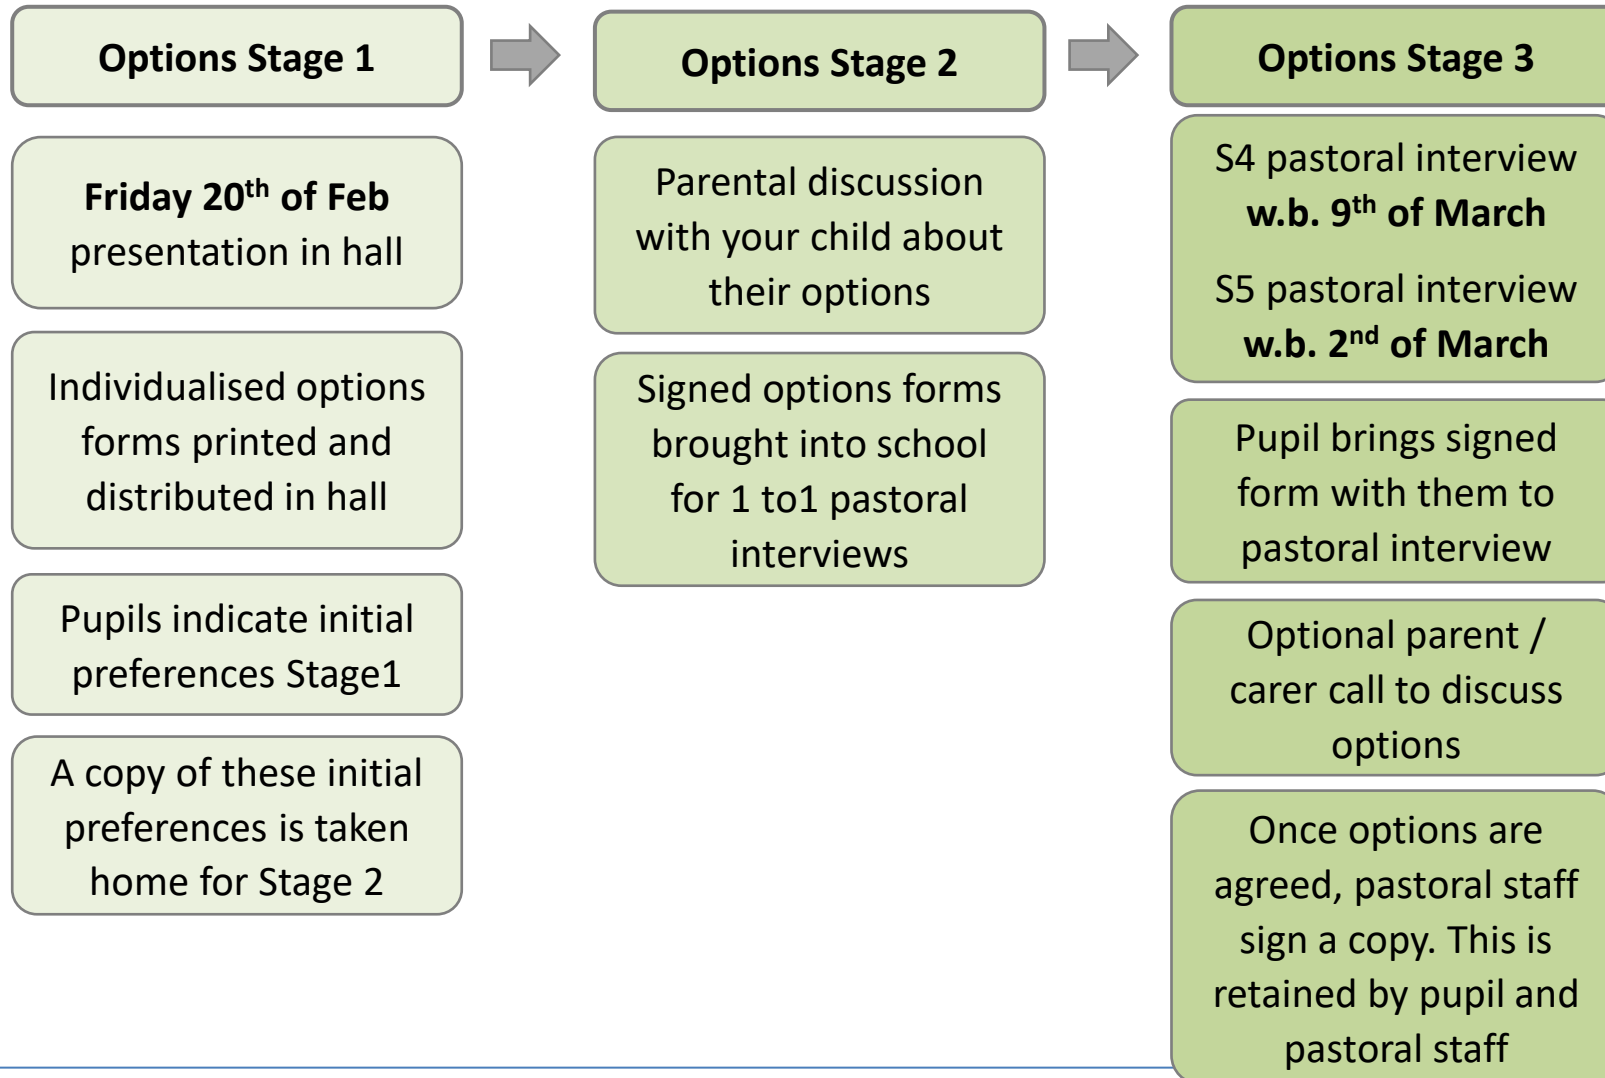 Options Stage 1
Friday 20th of Feb
presentation in hall
Individualised options
forms printed and
distributed in hall
Pupils indicate initial
preferences Stage1
A copy of these initial
preferences is taken
home for Stage 2
Options Stage 2
Parental discussion
with your child about
their options
Signed options forms
brought into school
for 1 to1 pastoral
interviews
Options Stage 3
S4 pastoral interview
w.b. 9th of March
S5 pastoral interview
w.b. 2nd of March
Pupil brings signed
form with them to
pastoral interview
Optional parent /
carer call to discuss
options
Once options are
agreed, pastoral staff
sign a copy. This is
retained by pupil and
pastoral staff